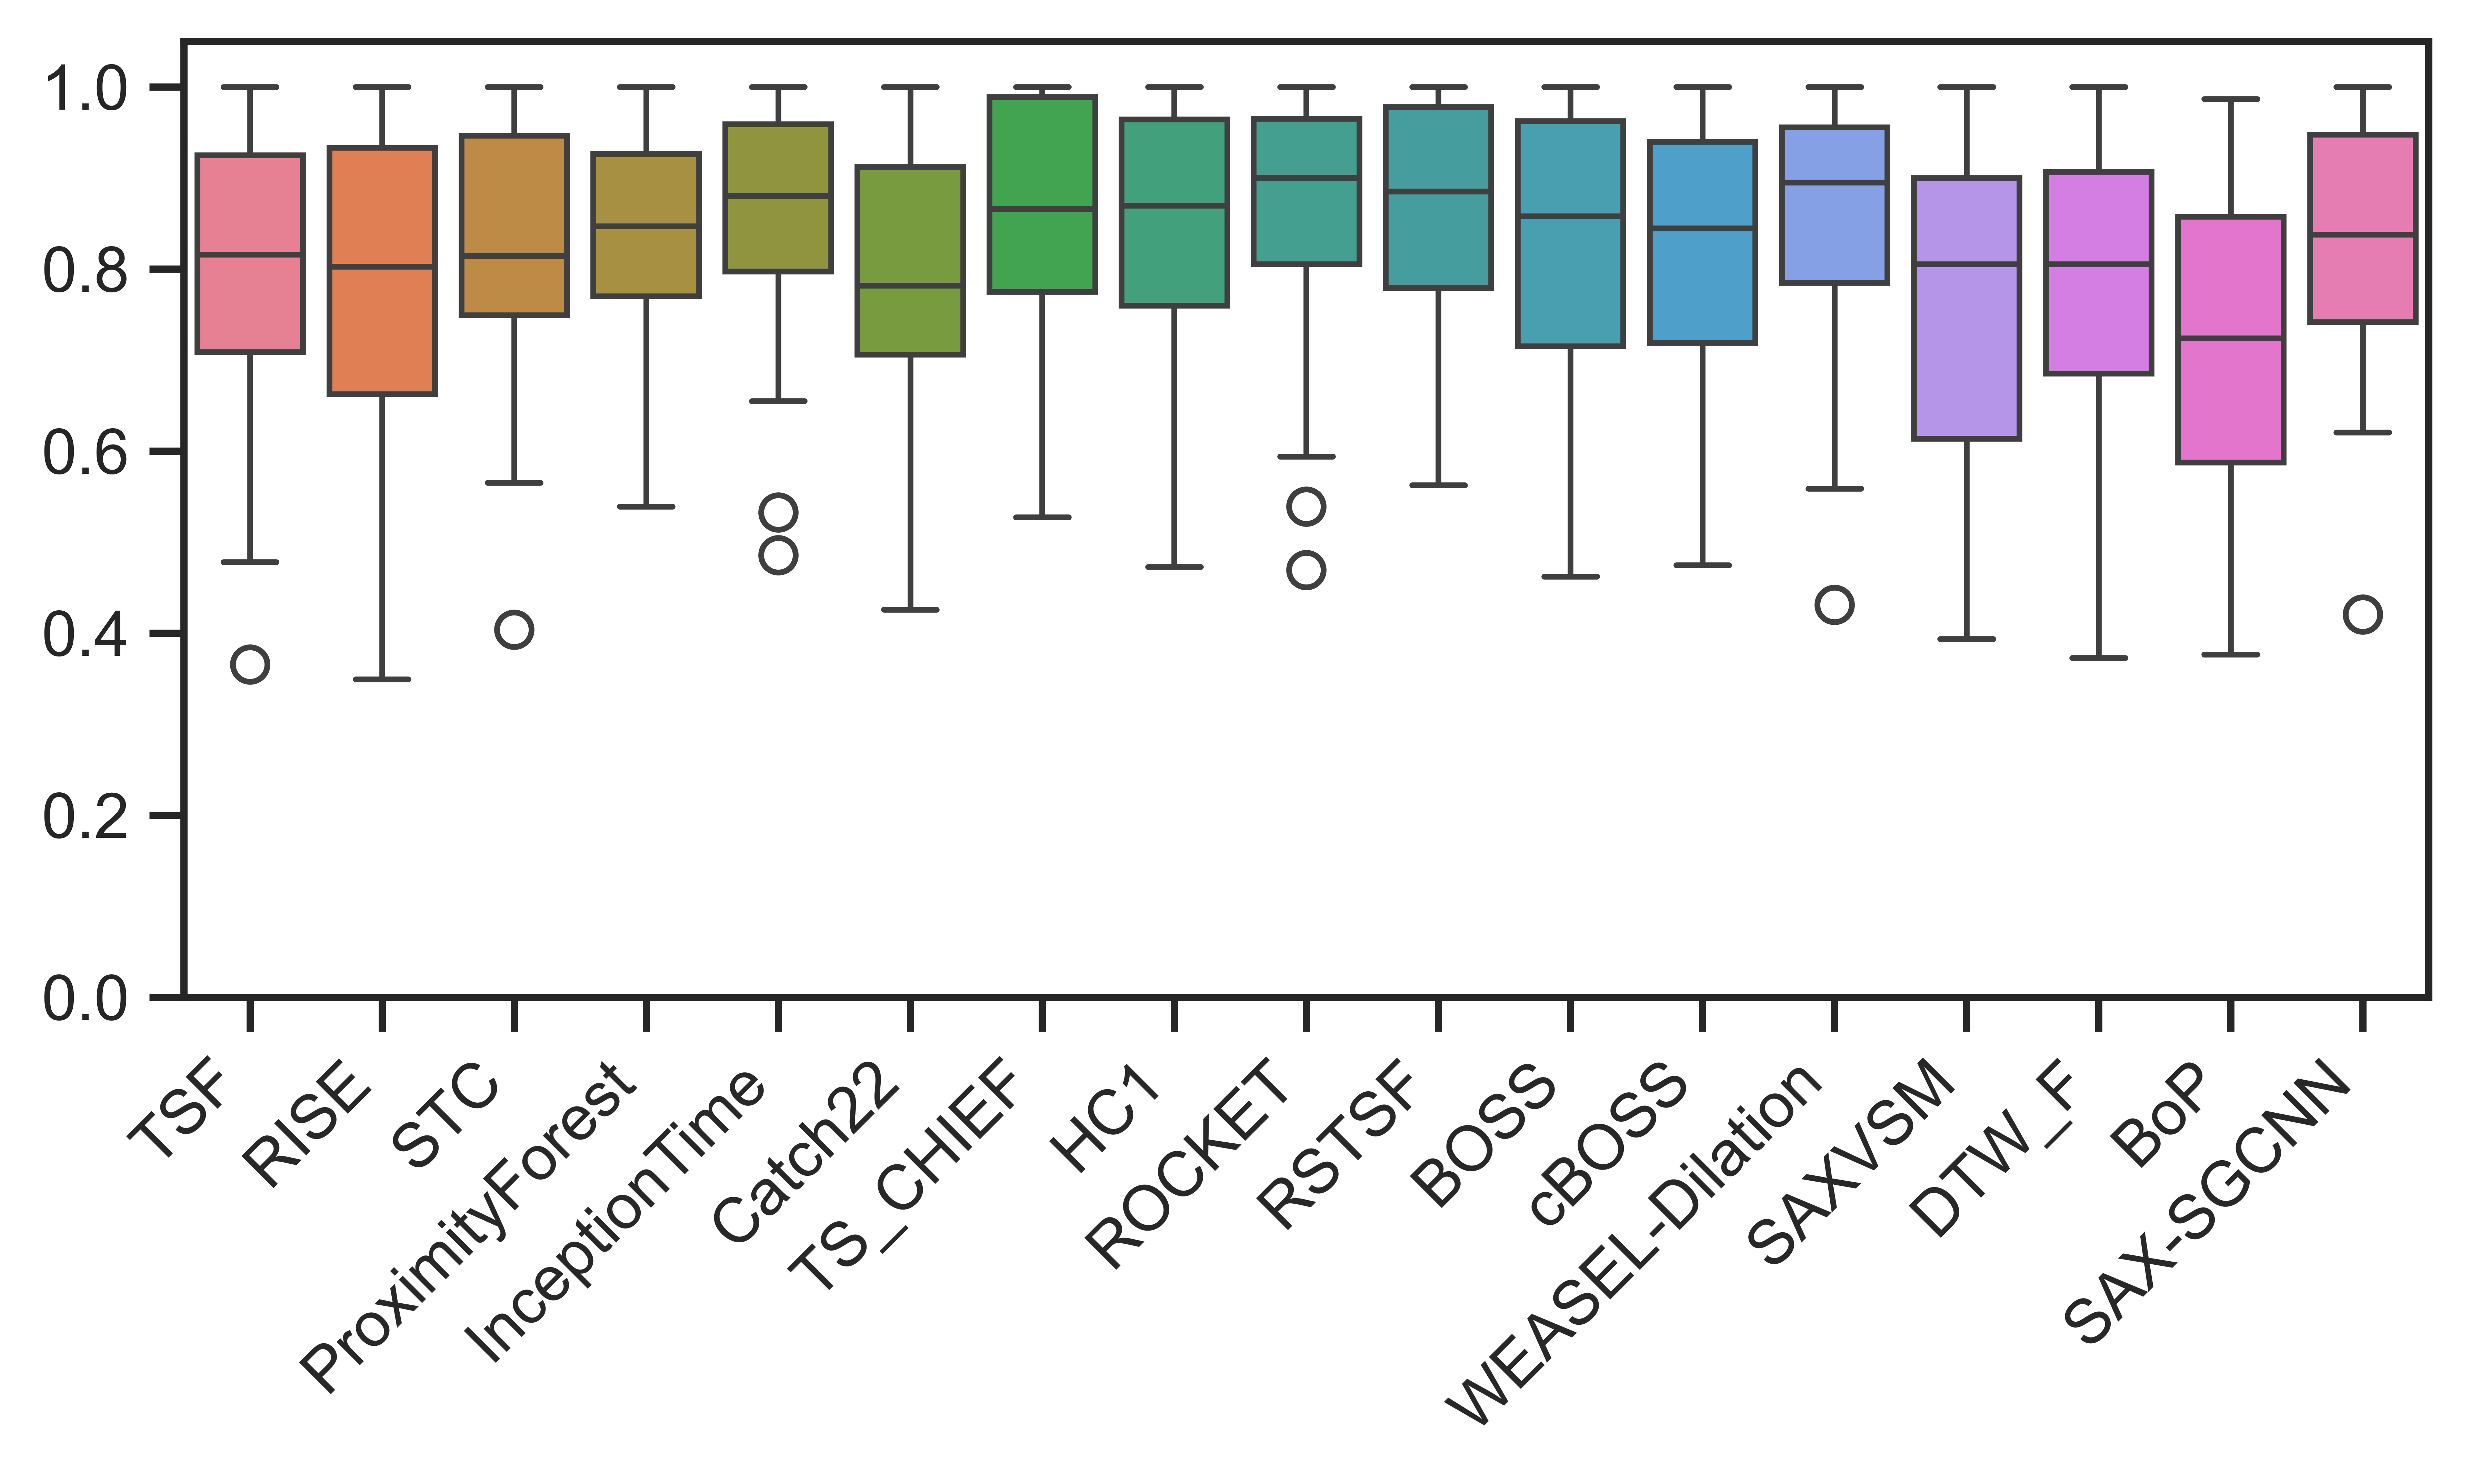 1.0
0.8
0.6
0.4
0.2
0.0
TSF
RISE
STC
ProximityForest
InceptionTime
Catch22
TS_CHIEF
HC1
ROCKET
RSTSF
BOSS
cBOSS
WEASEL-Dilation
SAXVSM
DTW_F
BoP
SAX-SGCNN